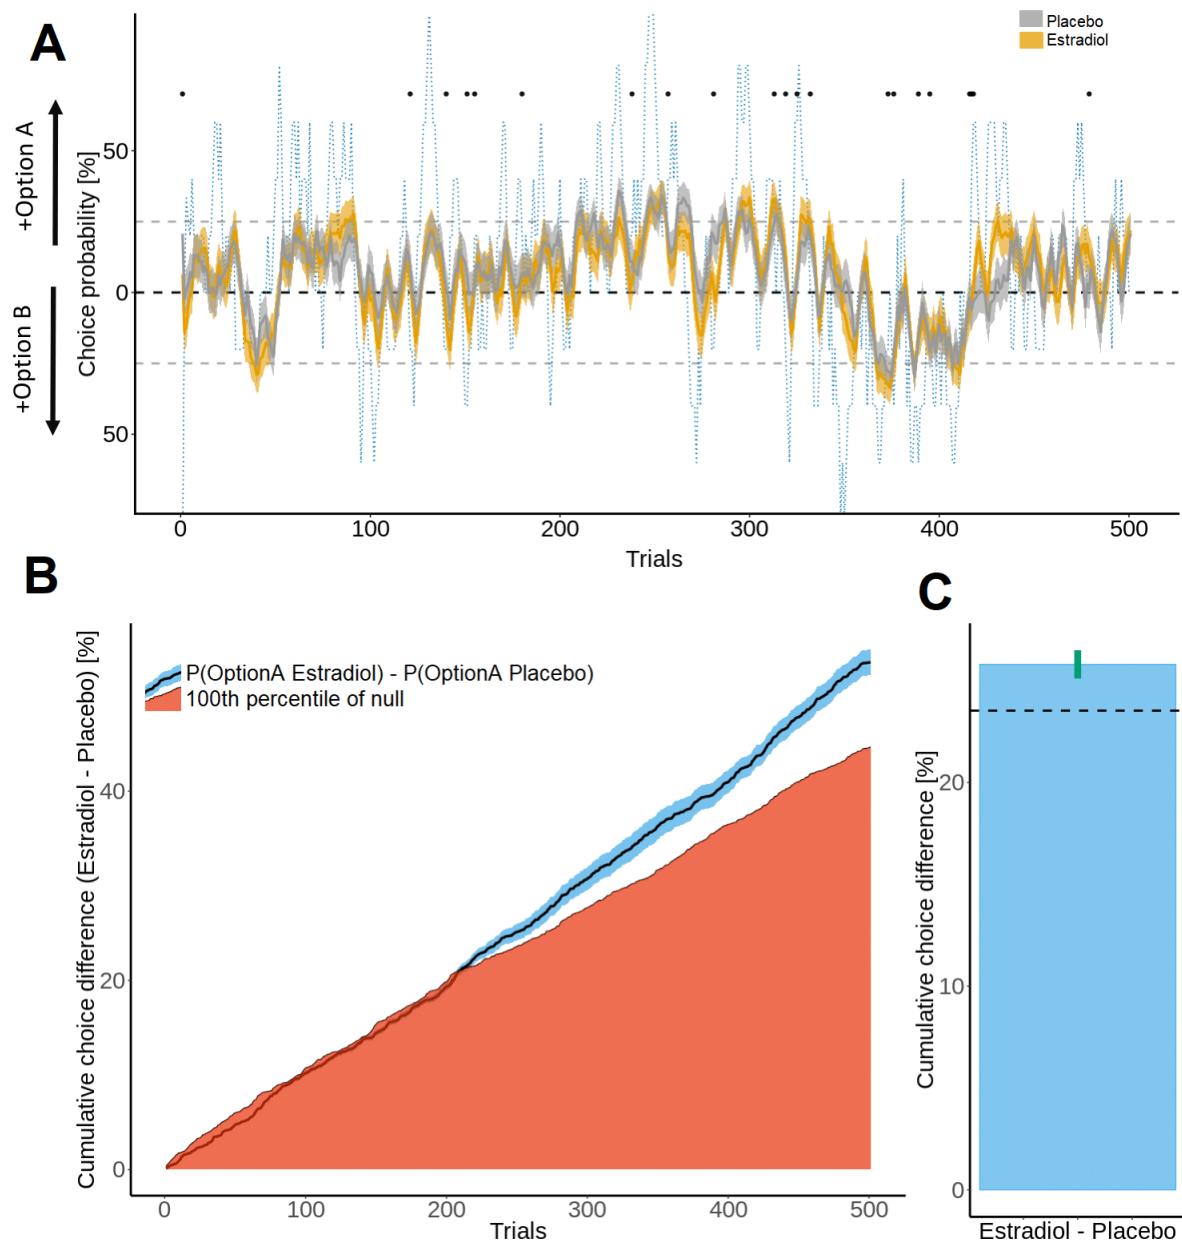 A
Placebo
Estradiol
+Option A
+Option B
Choice probability [%]
50
0
50
0
100
200
300
400
500
Trials
B
C
Cumulative choice difference (Estradiol - Placebo) [%]
P(OptionA Estradiol) - P(OptionA Placebo)
100th percentile of null
40
20
0
0
100
200
300
400
500
Trials
Cumulative choice difference [%]
20
10
0
Estradiol - Placebo